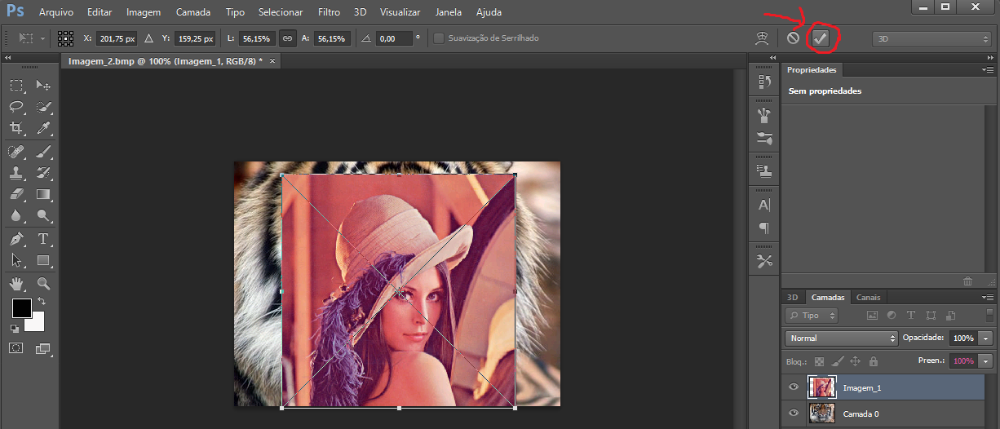 Ps Arquivo Editar Imagem Camada Tipo Selecionar Filtro 3D Visualizar Janela Ajuda
X: 201,75 px Y: 159,25 px L: 56,15% A: 56,15% 0,00 ° Suavização de Serrilhado 3D
Imagem_2.bmp @ 100% (Imagem_1, RGB/8) * ×
Propriedades
Sem propriedades
3D Camadas Canais
Tipo
Normal Opacidade: 100%
Bloq.: Preen.: 100%
Imagem_1
Camada 0